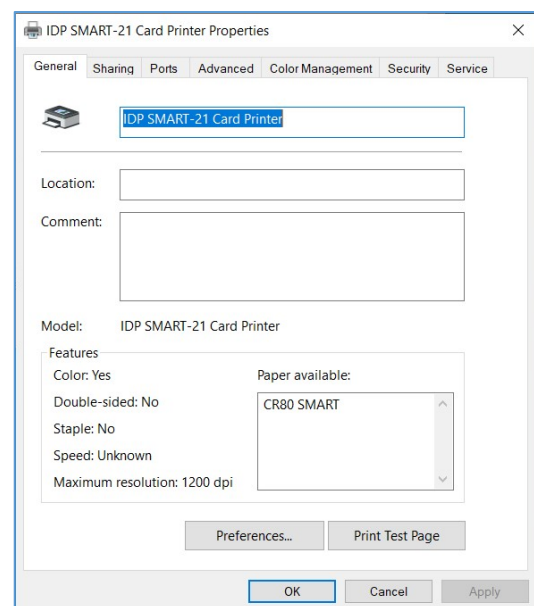 IDP SMART-21 Card Printer Properties
General Sharing Ports Advanced Color Management Security Service
IDP SMART-21 Card Printer
Location:
Comment:
Model: IDP SMART-21 Card Printer
Features
Color: Yes
Paper available:
Double-sided: No
CR80 SMART
Staple: No
Speed: Unknown
Maximum resolution: 1200 dpi
Preferences... Print Test Page
OK Cancel Apply